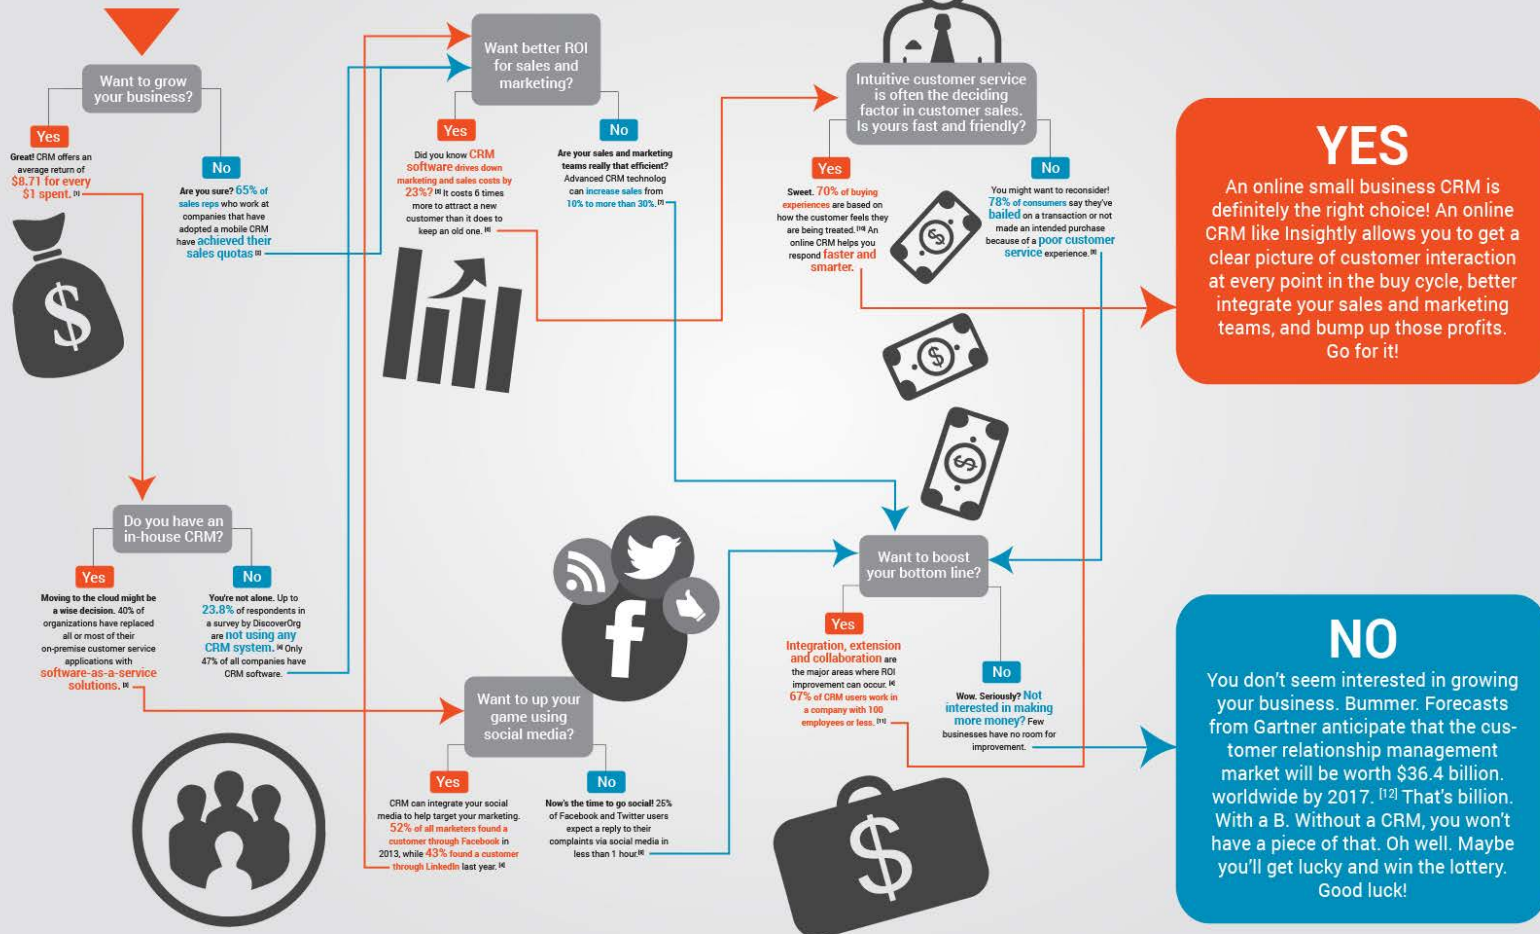 Want to grow
your business?
Yes
Great! CRM offers an
average return of
$8.71 for every
$1 spent. [1]
No
Are you sure? 65% of
sales reps who work at
companies that have
adopted a mobile CRM
have achieved their
sales quotas
Do you have an
in-house CRM?
Yes
Moving to the cloud might be
a wise decision. 40% of
organizations have replaced
all or most of their
on-premise customer service
applications with
software-as-a-service
solutions. [3]
No
You're not alone. Up to
23.8% of respondents in
a survey by DiscoverOrg
are not using any
CRM system. Only
47% of all companies have
CRM software.
Want better ROI
for sales and
marketing?
Yes
Did you know CRM
software drives down
marketing and sales costs by
23%? It costs 6 times
more to attract a new
customer than it does to
keep an old one.
No
Are your sales and marketing
teams really that efficient?
Advanced CRM technolog
can increase sales from
10% to more than 30%. [7]
Want to up your
game using
social media?
Yes
CRM can integrate your social
media to help target your marketing.
52% of all marketers found a
customer through Facebook in
2013, while 43% found a customer
through LinkedIn last year.
No
Now's the time to go social! 25%
of Facebook and Twitter users
expect a reply to their
complaints via social media in
less than 1 hour.
Intuitive customer service
is often the deciding
factor in customer sales.
Is yours fast and friendly?
Yes
Sweet. 70% of buying
experiences are based on
how the customer feels they
are being treated. [10] An
online CRM helps you
respond faster and
smarter.
No
You might want to reconsider!
78% of consumers say they've
bailed on a transaction or not
made an intended purchase
because of a poor customer
service experience.
Want to boost
your bottom line?
Yes
Integration, extension
and collaboration are
the major areas where ROI
improvement can occur.
67% of CRM users work in
a company with 100
employees or less. [11]
No
Wow. Seriously? Not
interested in making
more money? Few
businesses have no room for
improvement.
YES
An online small business CRM is
definitely the right choice! An online
CRM like Insightly allows you to get a
clear picture of customer interaction
at every point in the buy cycle, better
integrate your sales and marketing
teams, and bump up those profits.
Go for it!
NO
You don't seem interested in growing
your business. Bummer. Forecasts
from Gartner anticipate that the cus-
tomer relationship management
market will be worth $36.4 billion.
worldwide by 2017. [12] That's billion.
With a B. Without a CRM, you won't
have a piece of that. Oh well. Maybe
you'll get lucky and win the lottery.
Good luck!
$
$